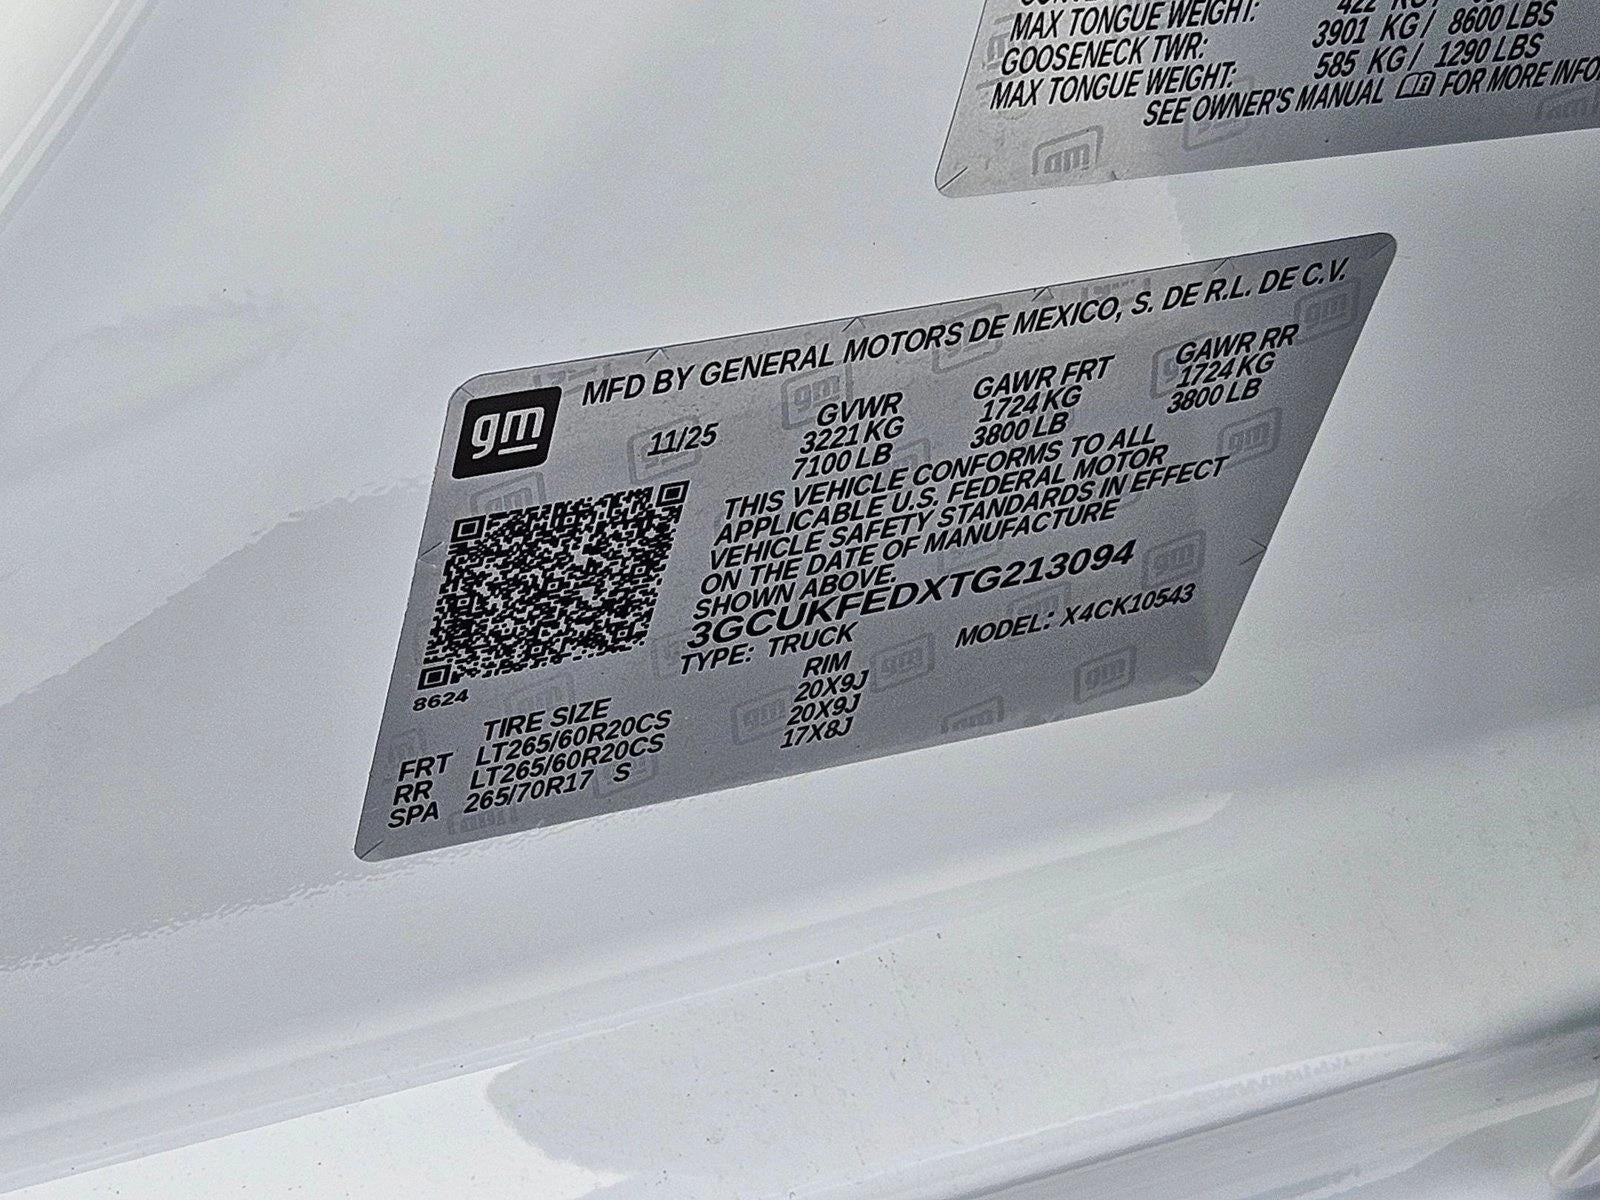 MAX TONGUE WEIGHT: 422
GOOSENECK TWR: 3901 KG / 8600 LBS
MAX TONGUE WEIGHT: 585 KG / 1290 LBS
SEE OWNER'S MANUAL FOR MORE
MFD BY GENERAL MOTORS DE MEXICO, S. DE R.L. DE C.V.
gm
11/25 GVWR GAWR FRT GAWR RR
3221 KG 1724 KG 1724 KG
7100 LB 3800 LB 3800 LB
THIS VEHICLE CONFORMS TO ALL
APPLICABLE U.S. FEDERAL MOTOR
VEHICLE SAFETY STANDARDS IN EFFECT
ON THE DATE OF MANUFACTURE
SHOWN ABOVE.
3GCUKFEDXTG213094
TYPE: TRUCK MODEL: X4CK10543
8624
TIRE SIZE RIM
FRT LT265/60R20CS 20X9J
RR LT265/60R20CS 20X9J
SPA 265/70R17 S 17X8J